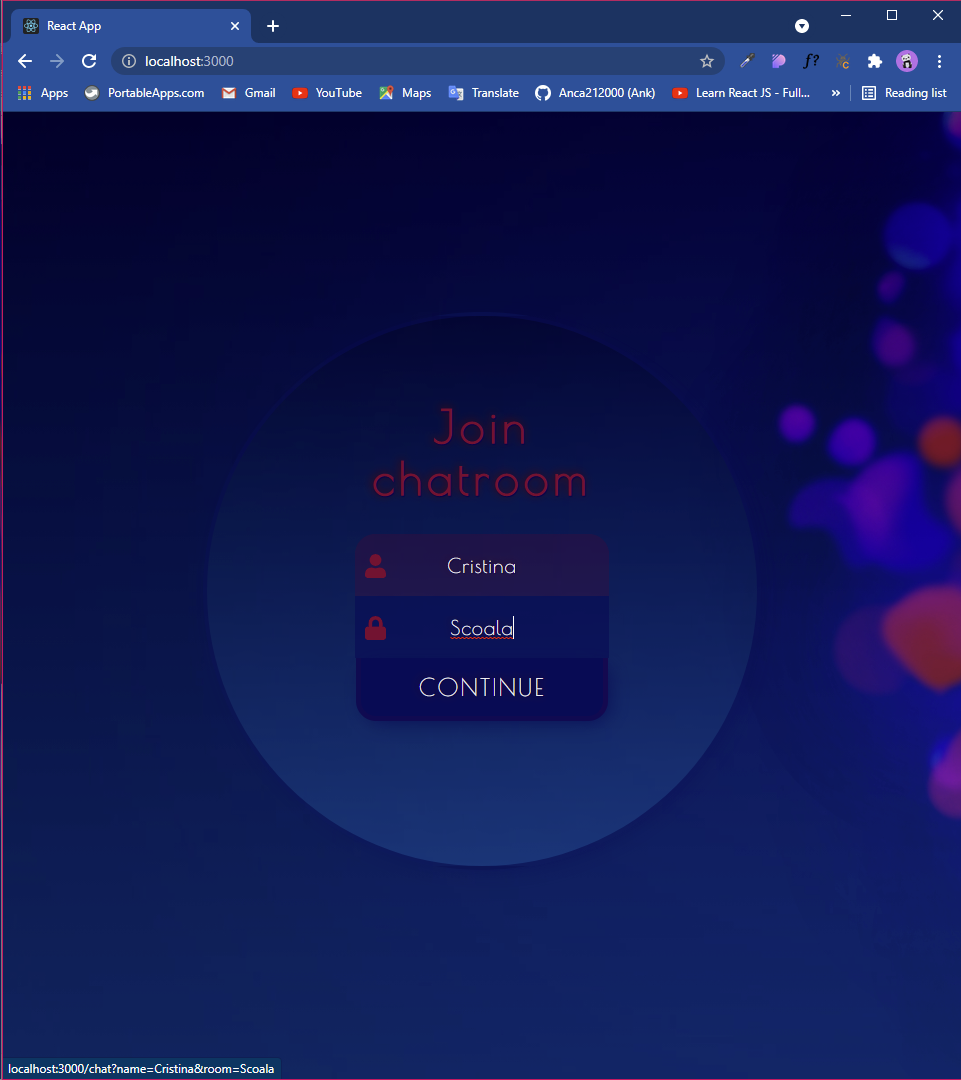 React App
localhost:3000
f?
Apps PortableApps.com Gmail YouTube Maps Translate Anca212000 (Ank) Learn React JS - Full... » Reading list
Join
chatroom
Cristina
Scoala
CONTINUE
localhost:3000/chat?name=Cristina&room=Scoala